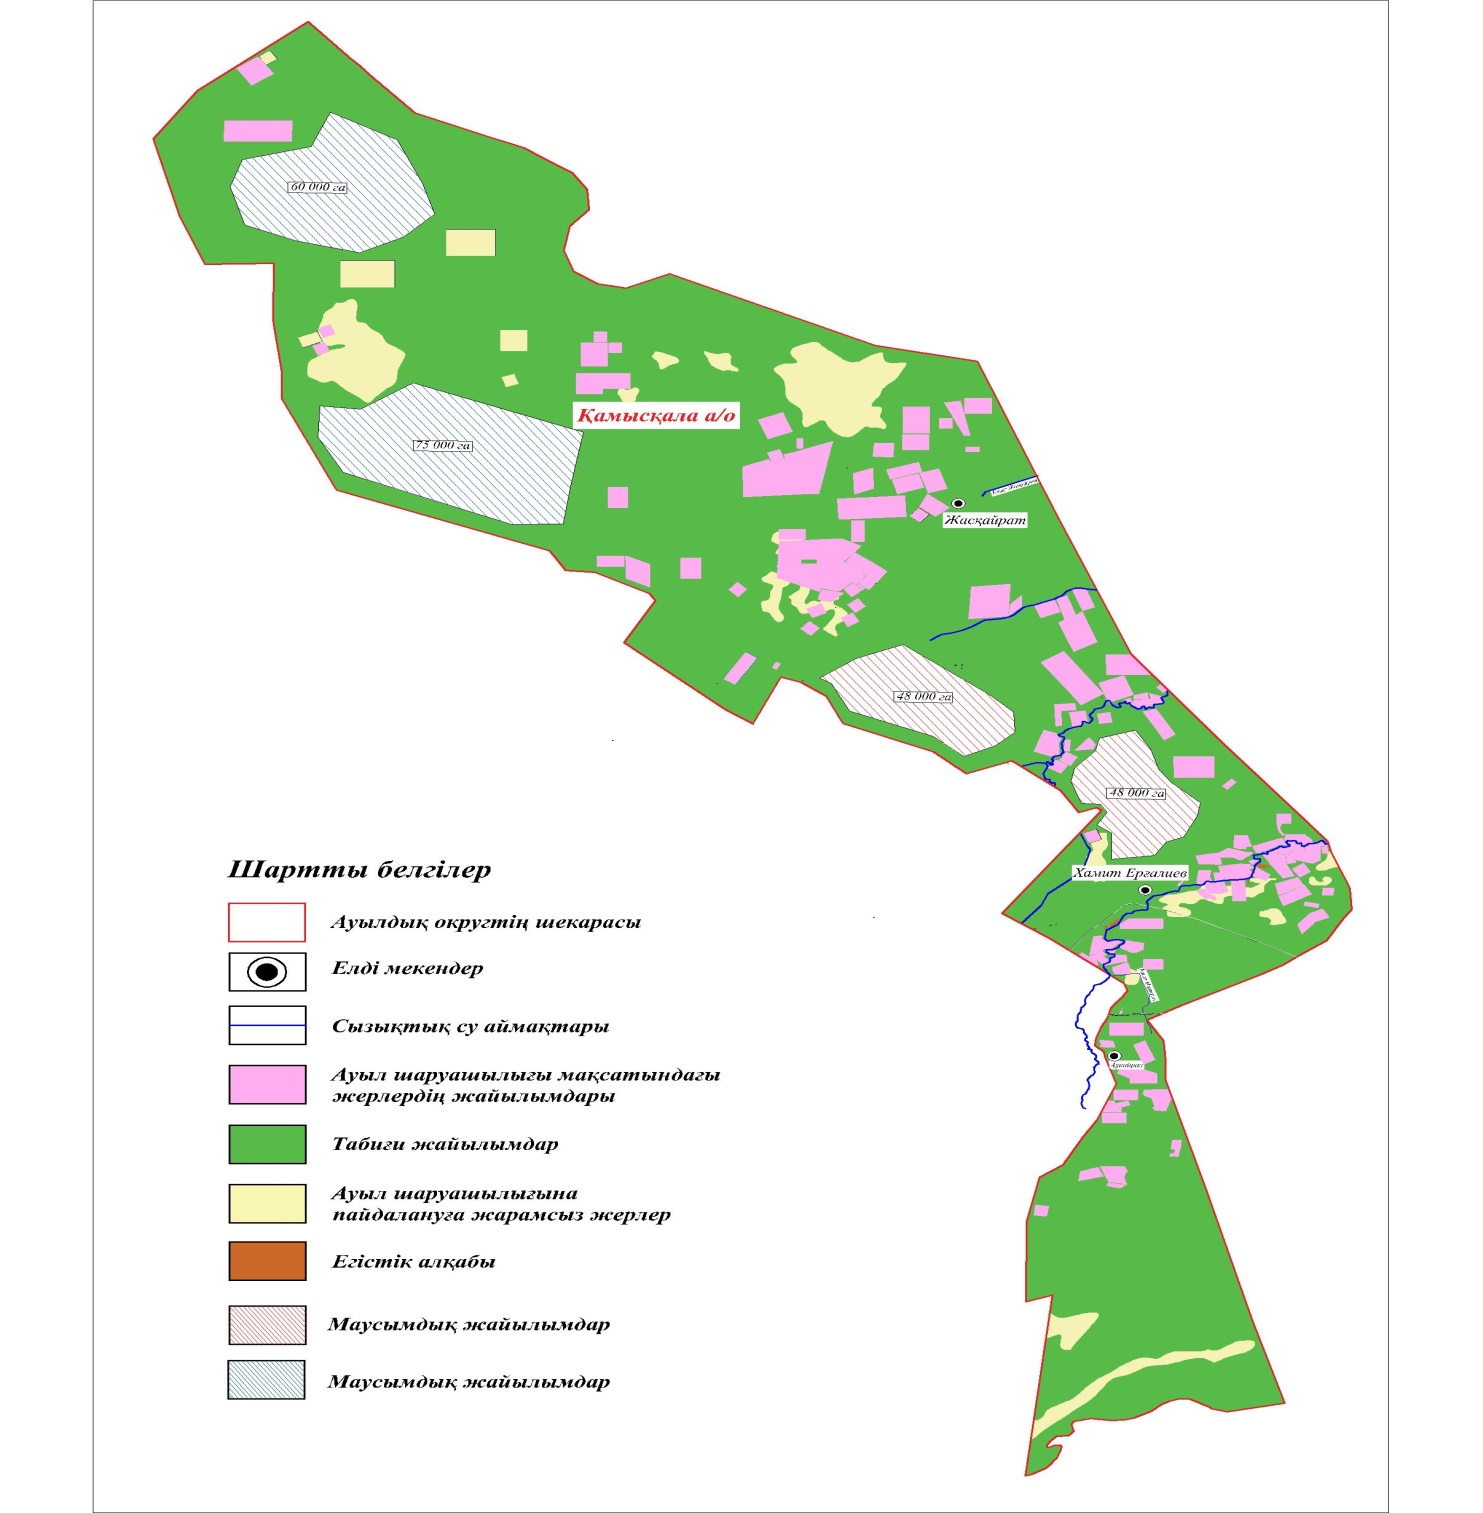 60 000 га
75 000 га
Қамысқала а/о
Жасқайрат
48 000 га
48 000 га
Хамит Ергалиев
Шартты белгілер
Ауылдық округтің шекарасы
Елді мекендер
Сызықтық су аймақтары
Ауыл шаруашылығы мақсатындағы
жерлердің жайылымдары
Табиғи жайылымдар
Ауыл шаруашылығына
пайдалануға жарамсыз жерлер
Егістік алқабы
Маусымдық жайылымдар
Маусымдық жайылымдар